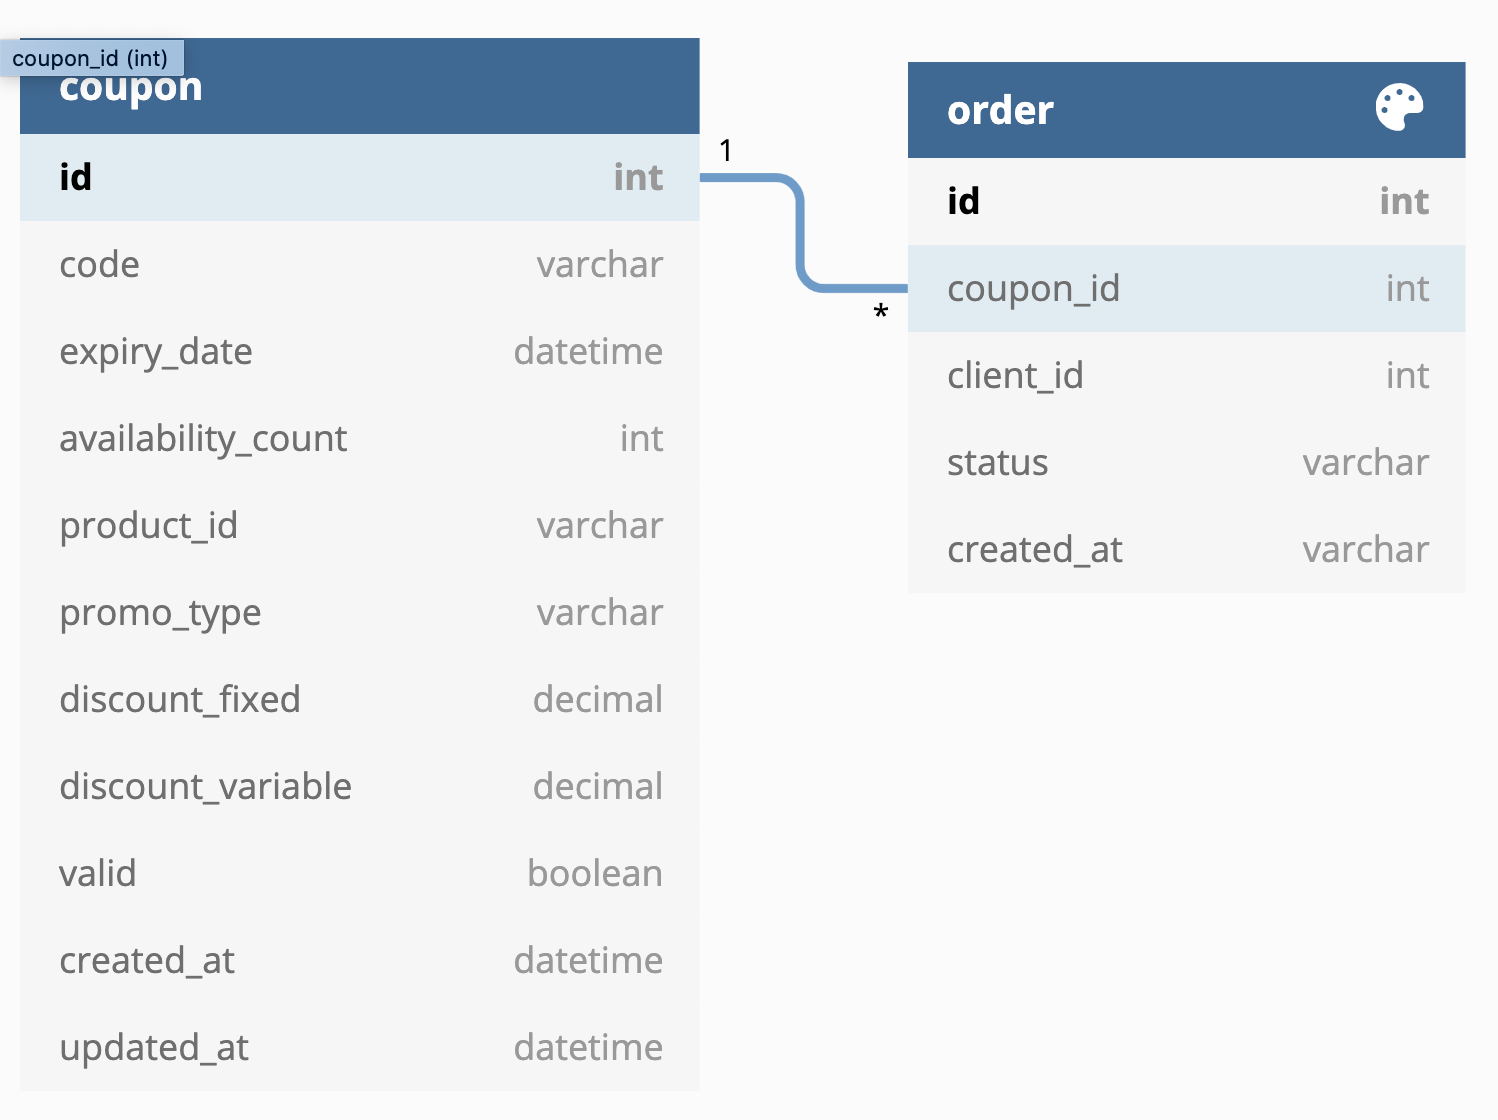 coupon_id (int)
coupon
id int
code varchar
expiry_date datetime
availability_count int
product_id varchar
promo_type varchar
discount_fixed decimal
discount_variable decimal
valid boolean
created_at datetime
updated_at datetime
1
*
order
id int
coupon_id int
client_id int
status varchar
created_at varchar